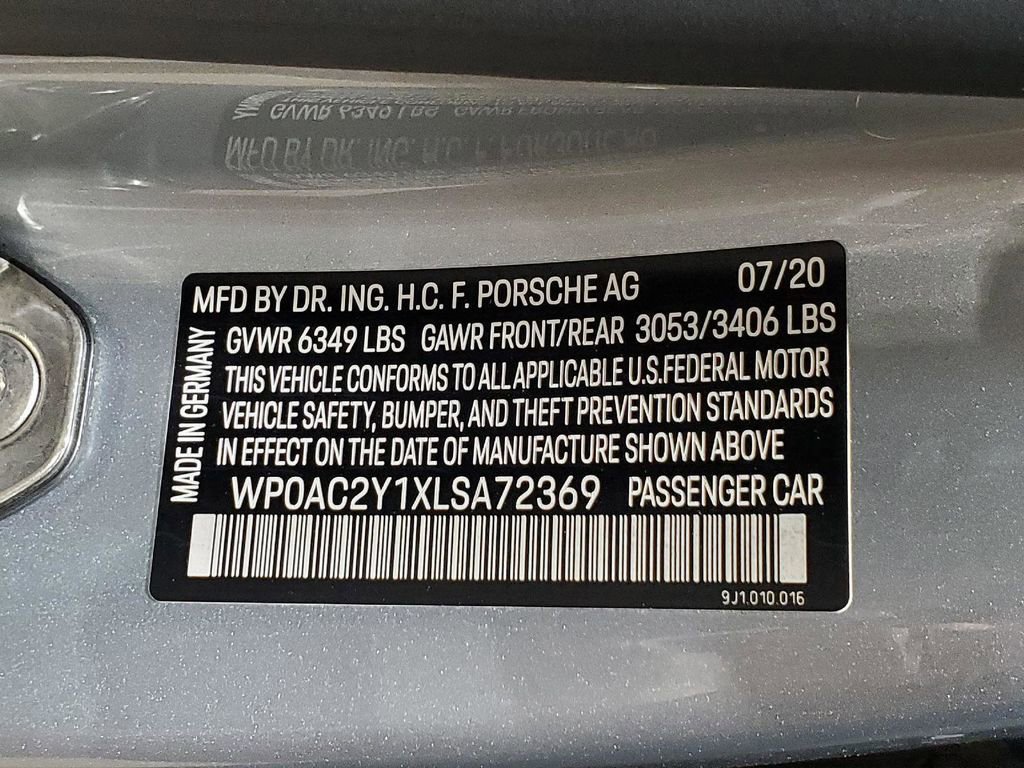 MFD BY DR. ING. H.C. F. PORSCHE AG 07/20
GVWR 6349 LBS GAWR FRONT/REAR 3053/3406 LBS
THIS VEHICLE CONFORMS TO ALL APPLICABLE U.S.FEDERAL MOTOR
VEHICLE SAFETY, BUMPER, AND THEFT PREVENTION STANDARDS
IN EFFECT ON THE DATE OF MANUFACTURE SHOWN ABOVE
WP0AC2Y1XLSA72369 PASSENGER CAR
MADE IN GERMANY
9J1.010.016